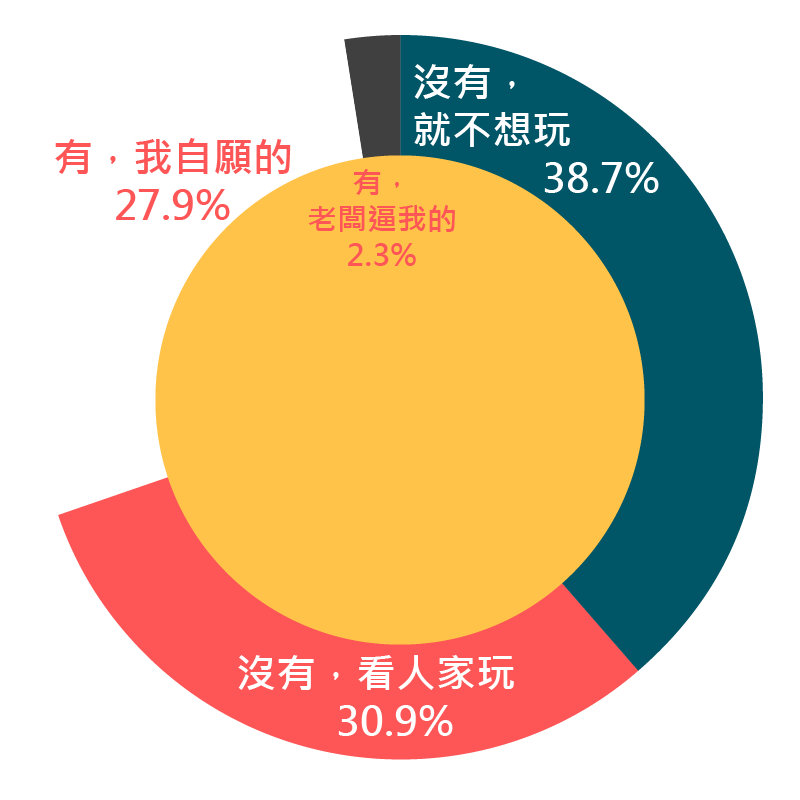 沒有，
就不想玩
38.7%
有，我自願的
27.9%
有，
老闆逼我的
2.3%
沒有，看人家玩
30.9%